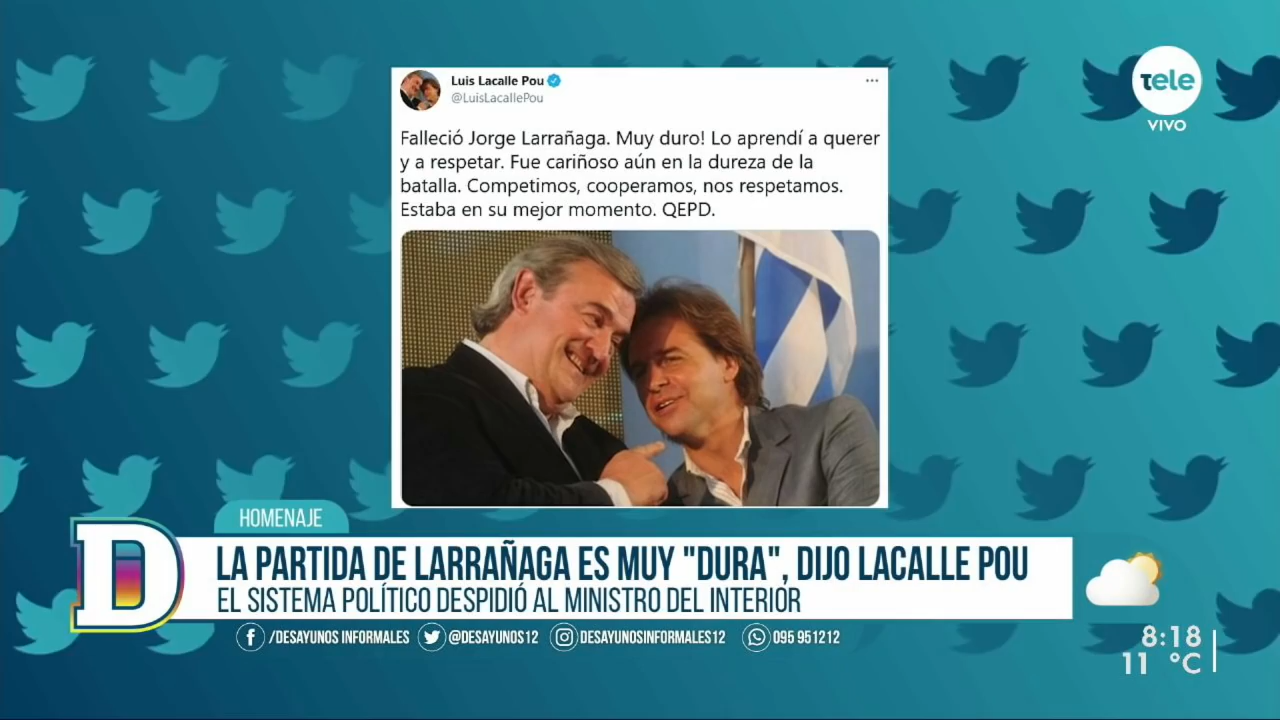 Luis Lacalle Pou
@LuisLacallePou
Falleció Jorge Larrañaga. Muy duro! Lo aprendí a querer
y a respetar. Fue cariñoso aún en la dureza de la
batalla. Competimos, cooperamos, nos respetamos.
Estaba en su mejor momento. QEPD.
Tele
VIVO
HOMENAJE
D
LA PARTIDA DE LARRAÑAGA ES MUY "DURA", DIJO LACALLE POU
EL SISTEMA POLÍTICO DESPIDIÓ AL MINISTRO DEL INTERIOR
/DESAYUNOS INFORMALES @DESAYUNOS12 DESAYUNOSINFORMALES12 095 951212
8:18
11 °C